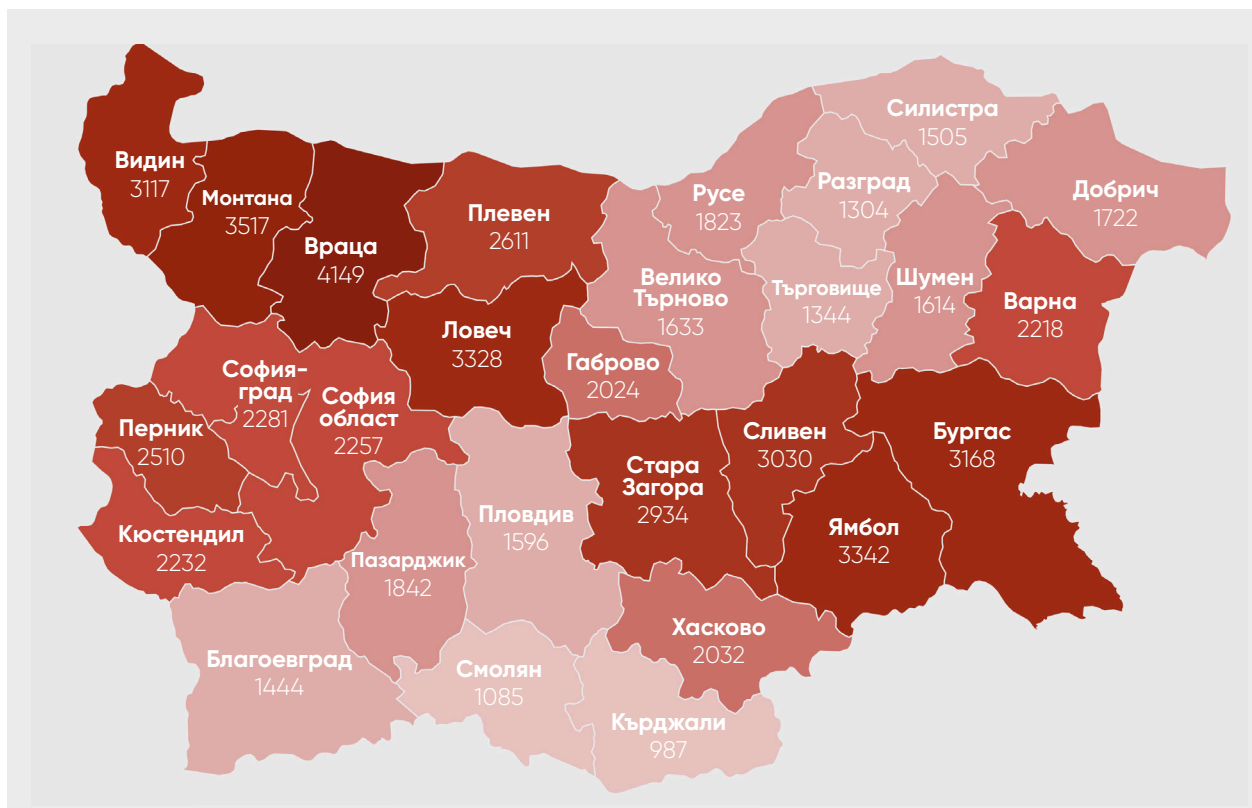 Видин
3117
Монтана
3517
Враца
4149
Плевен
2611
Ловеч
3328
Русе
1823
Силистра
1505
Разград
1304
Добрич
1722
Велико
Търново
1633
Търговище
1344
Шумен
1614
Варна
2218
Габрово
2024
София-
град
2281
София
област
2257
Перник
2510
Кюстендил
2232
Пазарджик
1842
Пловдив
1596
Стара
Загора
2934
Сливен
3030
Бургас
3168
Ямбол
3342
Хасково
2032
Благоевград
1444
Смолян
1085
Кърджали
987